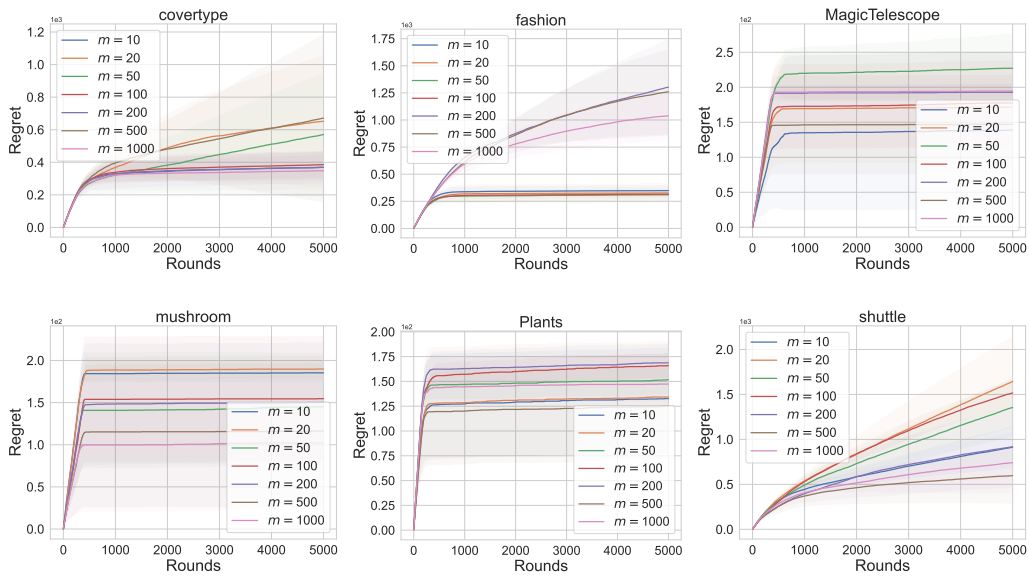 covertype
1e3
1.2
1.0
0.8
0.6
0.4
0.2
0.0
Regret
m = 10
m = 20
m = 50
m = 100
m = 200
m = 500
m = 1000
0 1000 2000 3000 4000 5000
Rounds
fashion
1e3
1.75
1.50
1.25
1.00
0.75
0.50
0.25
0.00
Regret
m = 10
m = 20
m = 50
m = 100
m = 200
m = 500
m = 1000
0 1000 2000 3000 4000 5000
Rounds
MagicTelescope
1e2
2.5
2.0
1.5
1.0
0.5
0.0
Regret
m = 10
m = 20
m = 50
m = 100
m = 200
m = 500
m = 1000
0 1000 2000 3000 4000 5000
Rounds
mushroom
1e2
2.0
1.5
1.0
0.5
0.0
Regret
m = 10
m = 20
m = 50
m = 100
m = 200
m = 500
m = 1000
0 1000 2000 3000 4000 5000
Rounds
Plants
1e2
2.00
1.75
1.50
1.25
1.00
0.75
0.50
0.25
0.00
Regret
m = 10
m = 20
m = 50
m = 100
m = 200
m = 500
m = 1000
0 1000 2000 3000 4000 5000
Rounds
shuttle
1e3
2.0
1.5
1.0
0.5
0.0
Regret
m = 10
m = 20
m = 50
m = 100
m = 200
m = 500
m = 1000
0 1000 2000 3000 4000 5000
Rounds